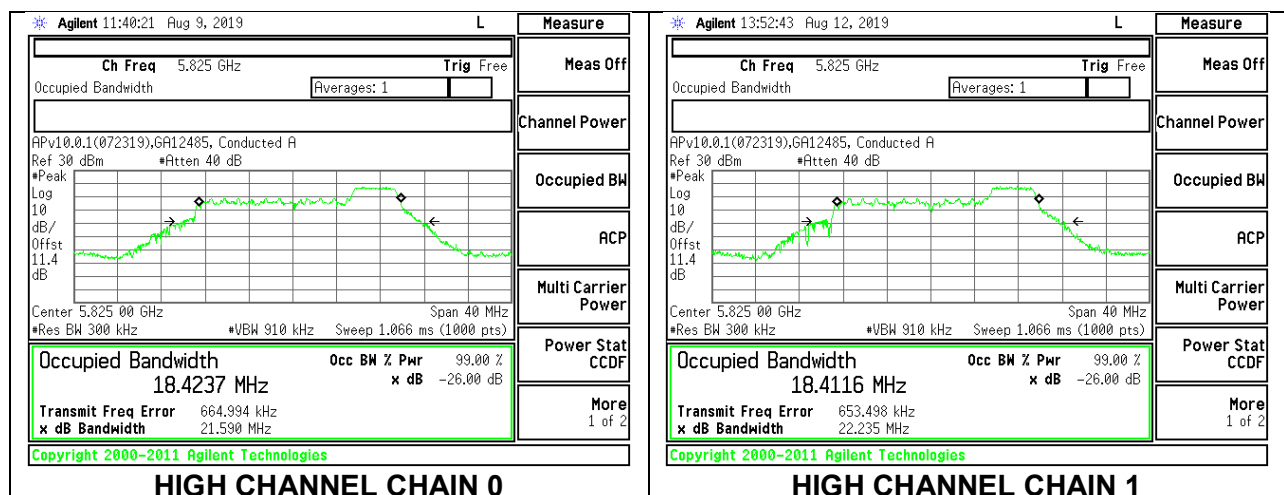 Agilent 11:40:21 Aug 9, 2019 L Measure
Ch Freq 5.825 GHz Trig Free
Meas Off
Occupied Bandwidth Averages: 1
Channel Power
APv10.0.1(072319),GA12485, Conducted A
Ref 30 dBm #Atten 40 dB
#Peak
Log
10
dB/
Offst
11.4
dB
Occupied BW
ACP
Multi Carrier
Power
Center 5.825 00 GHz Span 40 MHz
#Res BW 300 kHz #VBW 910 kHz Sweep 1.066 ms (1000 pts)
Power Stat
CCDF
Occupied Bandwidth Occ BW % Pwr 99.00 %
18.4237 MHz x dB -26.00 dB
Transmit Freq Error 664.994 kHz
x dB Bandwidth 21.590 MHz
More
1 of 2
Copyright 2000-2011 Agilent Technologies
HIGH CHANNEL CHAIN 0
Agilent 13:52:43 Aug 12, 2019 L Measure
Ch Freq 5.825 GHz Trig Free
Meas Off
Occupied Bandwidth Averages: 1
Channel Power
APv10.0.1(072319),GA12485, Conducted A
Ref 30 dBm #Atten 40 dB
#Peak
Log
10
dB/
Offst
11.4
dB
Occupied BW
ACP
Multi Carrier
Power
Center 5.825 00 GHz Span 40 MHz
#Res BW 300 kHz #VBW 910 kHz Sweep 1.066 ms (1000 pts)
Power Stat
CCDF
Occupied Bandwidth Occ BW % Pwr 99.00 %
18.4116 MHz x dB -26.00 dB
Transmit Freq Error 653.498 kHz
x dB Bandwidth 22.235 MHz
More
1 of 2
Copyright 2000-2011 Agilent Technologies
HIGH CHANNEL CHAIN 1